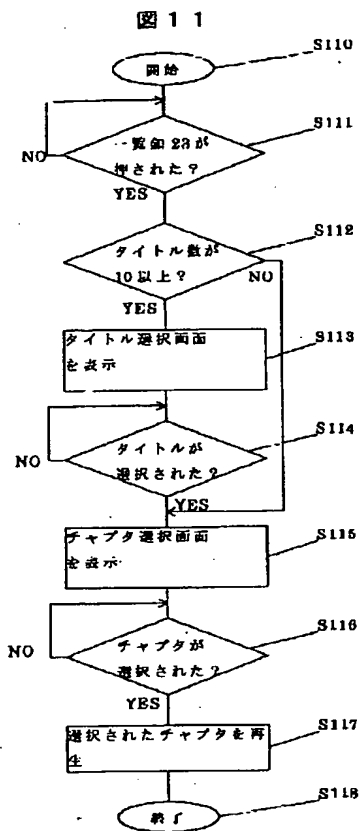 図11
開始
S110
一覧釦23が
押された?
S111
NO
YES
タイトル数が
10以上?
S112
NO
YES
タイトル選択画面
を表示
S113
タイトルが
選択された?
S114
NO
YES
チャプタ選択画面
を表示
S115
チャプタが
選択された?
S116
NO
YES
選択されたチャプタを再
生
S117
終了
S118